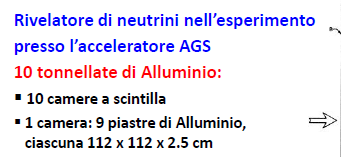 Rivelatore di neutrini nell'esperimento
presso l'acceleratore AGS
10 tonnellate di Alluminio:
▪ 10 camere a scintilla
▪ 1 camera: 9 piastre di Alluminio,
ciascuna 112 x 112 x 2.5 cm